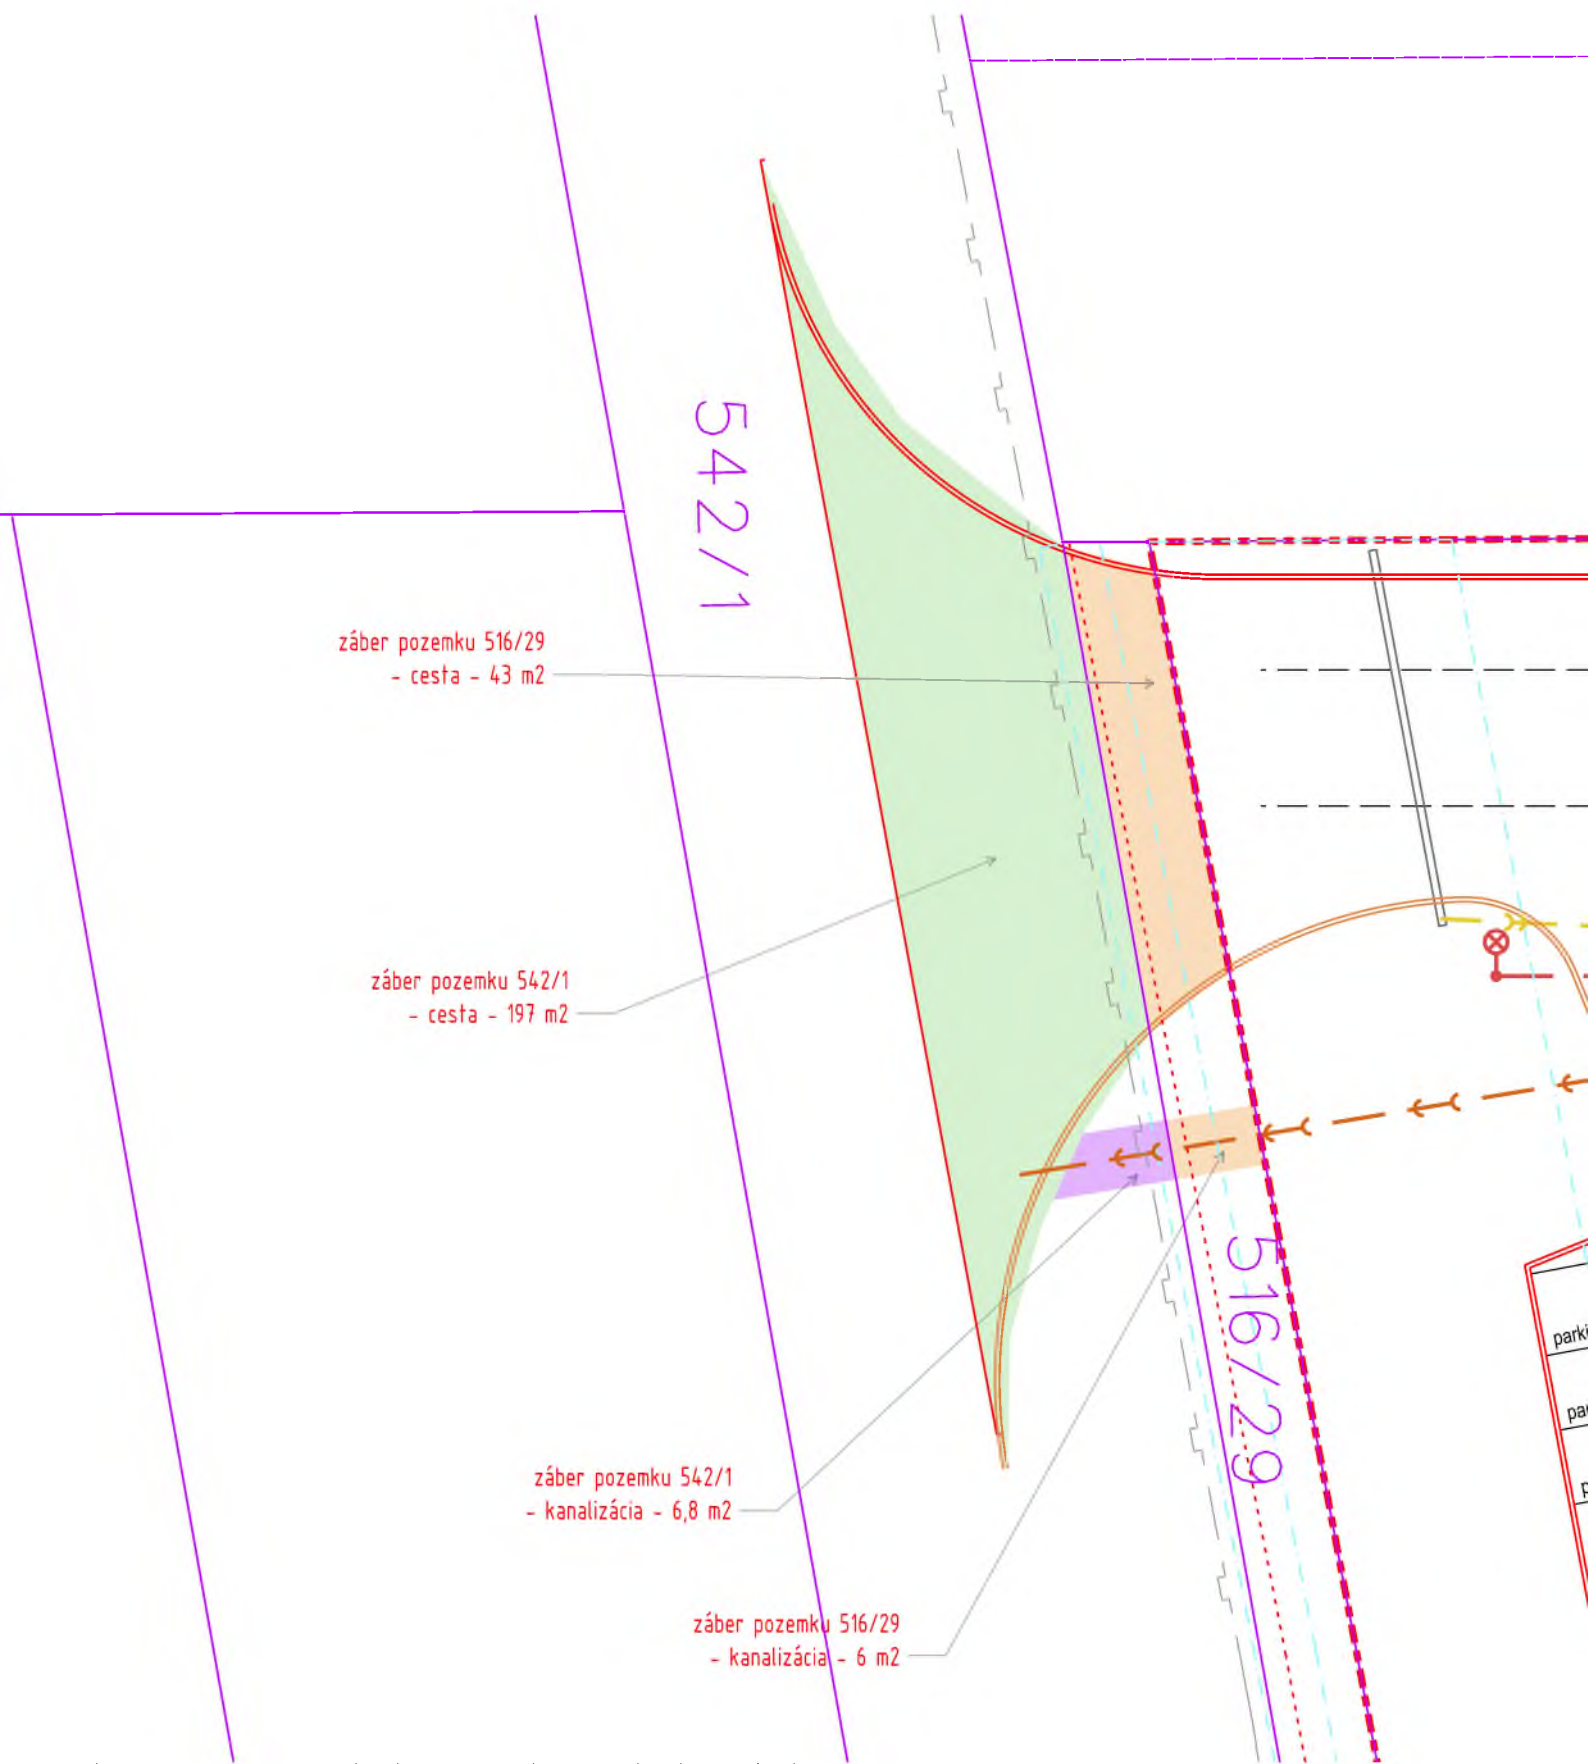 542/1
záber pozemku 516/29
- cesta - 43 m2
záber pozemku 542/1
- cesta - 197 m2
516/29
záber pozemku 542/1
- kanalizácia - 6,8 m2
záber pozemku 516/29
- kanalizácia - 6 m2